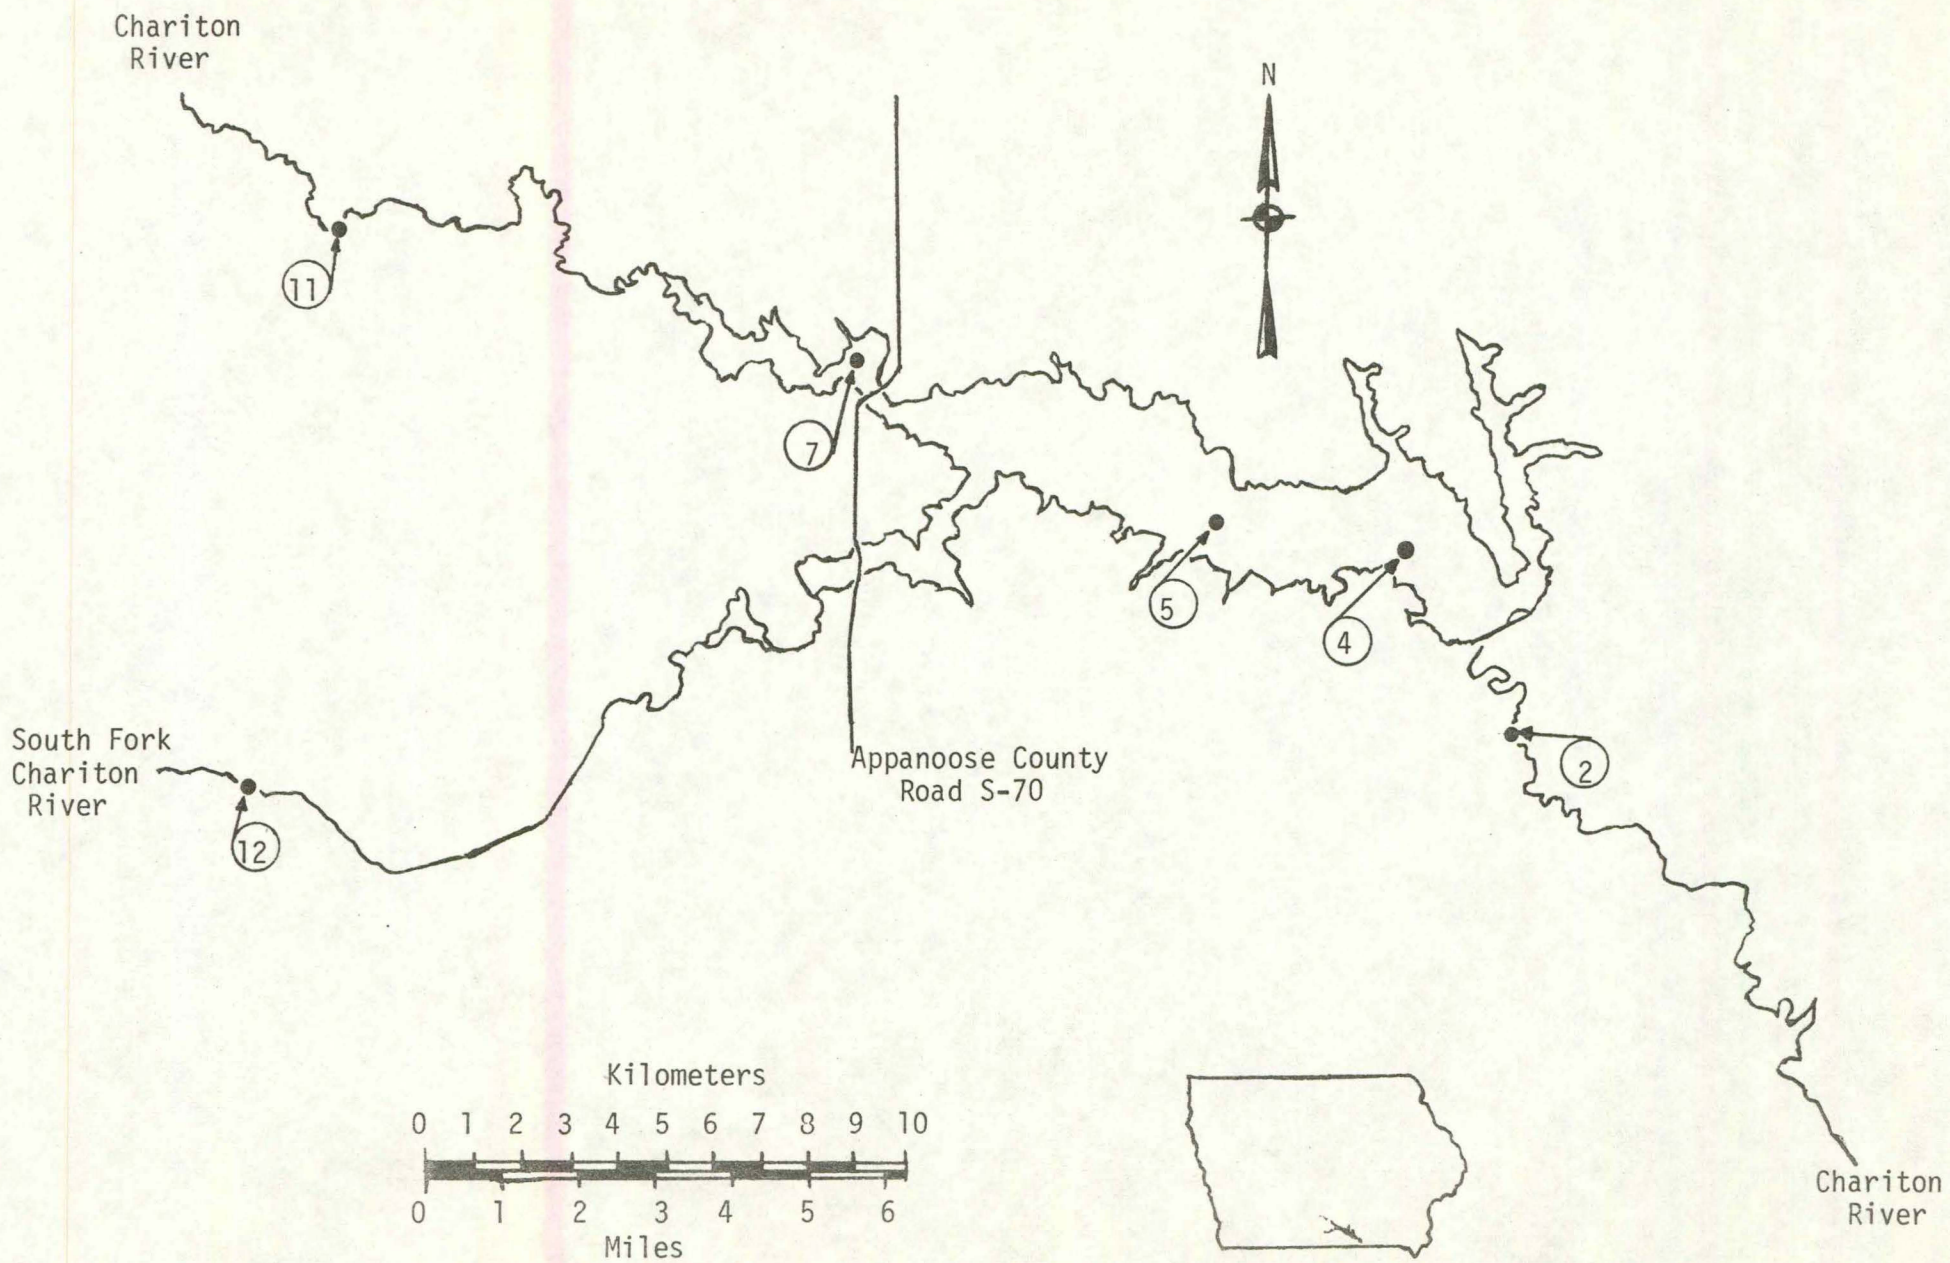 Chariton
River
N
11
7
5
4
South Fork
Chariton
River
Appanoose County
Road S-70
2
12
Kilometers
0 1 2 3 4 5 6 7 8 9 10
0 1 2 3 4 5 6
Miles
Chariton
River